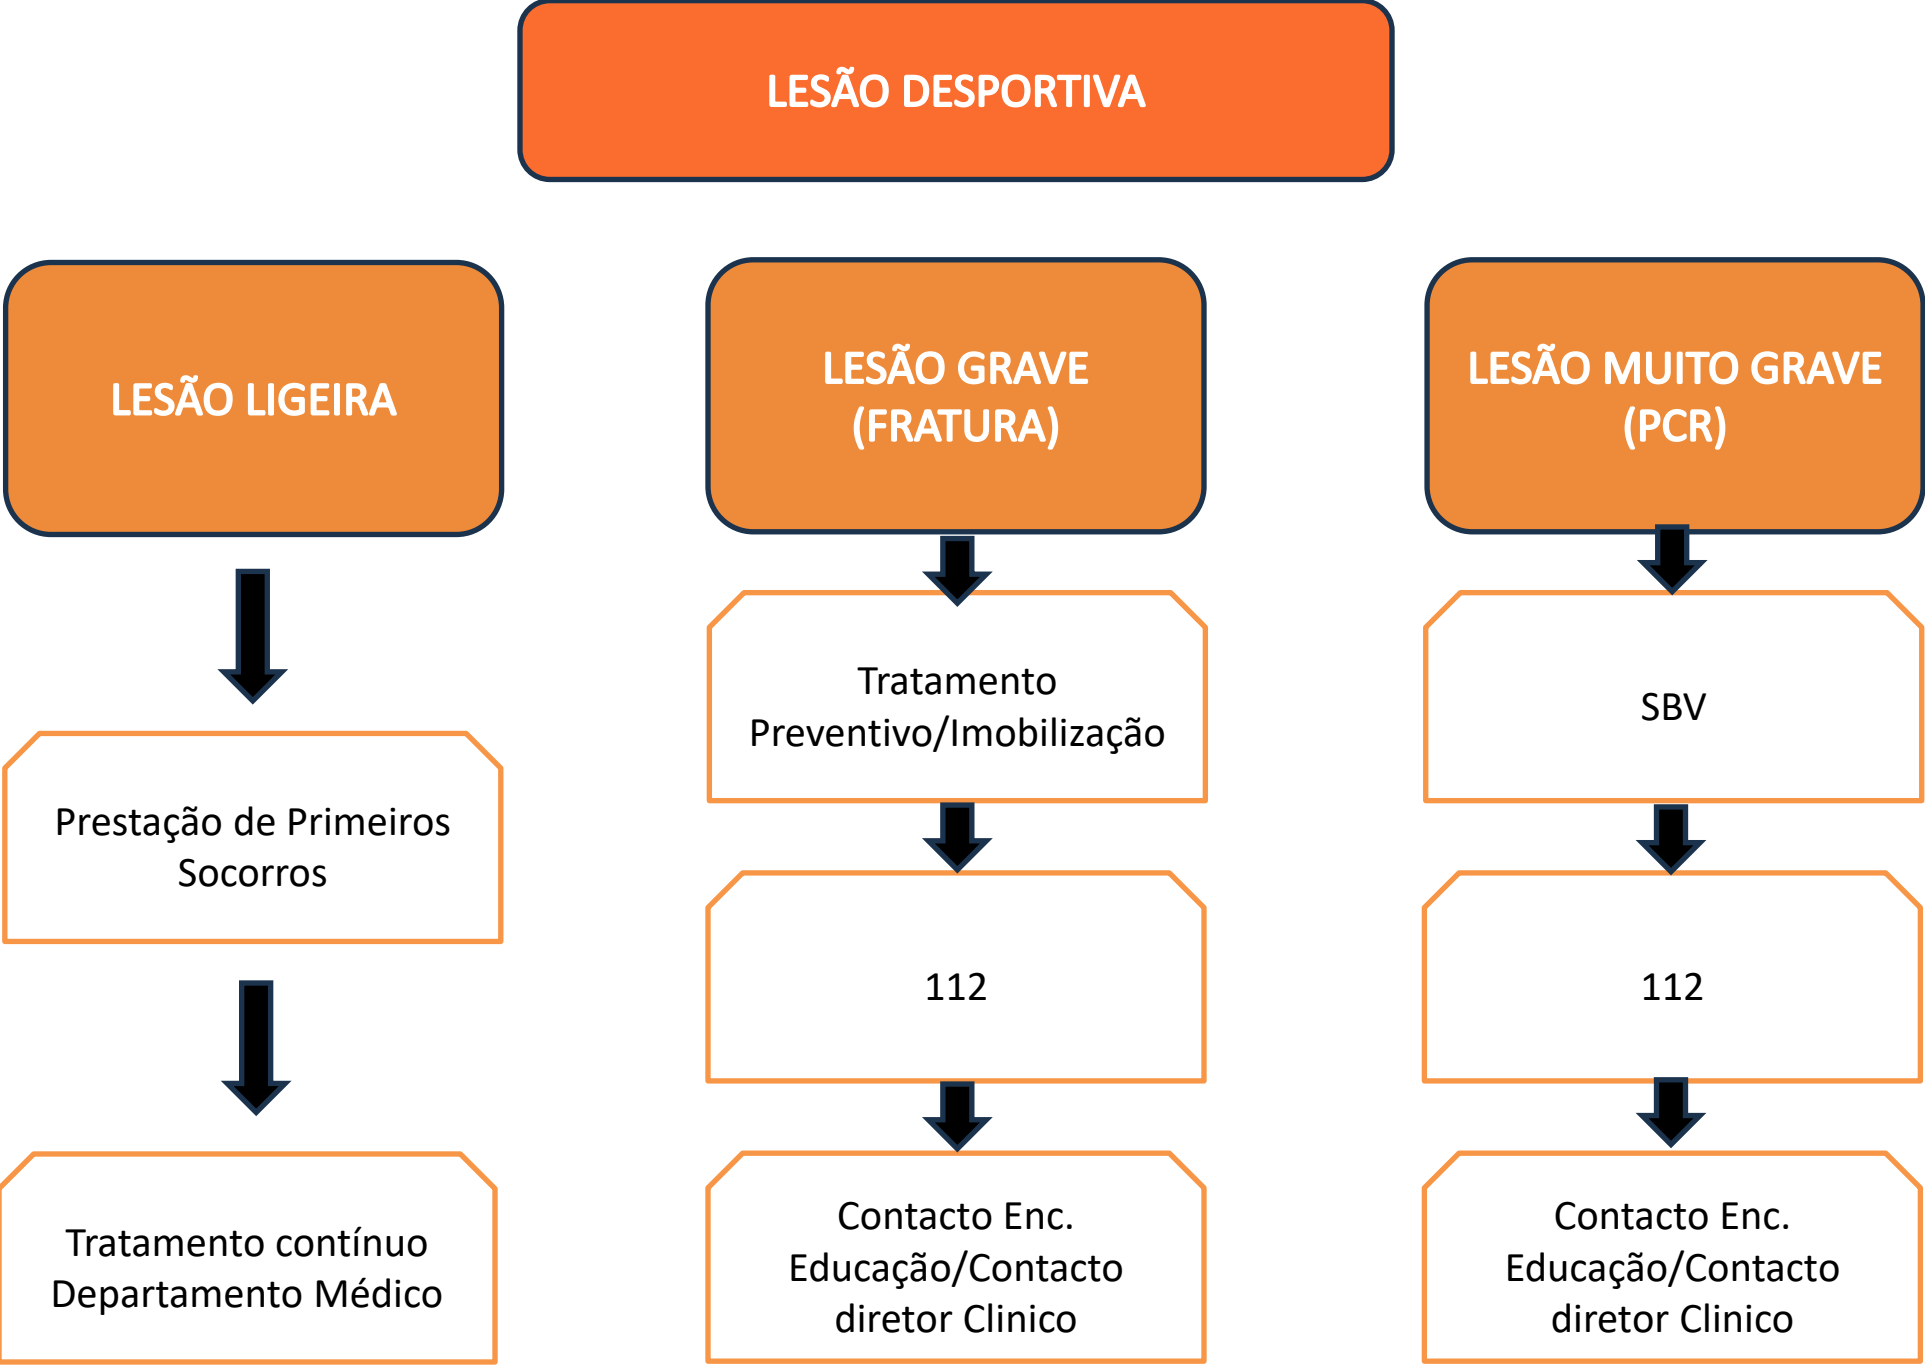 LESÃO DESPORTIVA
LESÃO LIGEIRA
LESÃO GRAVE
(FRATURA)
LESÃO MUITO GRAVE
(PCR)
Prestação de Primeiros
Socorros
Tratamento contínuo
Departamento Médico
Tratamento
Preventivo/Imobilização
112
Contacto Enc.
Educação/Contacto
diretor Clinico
SBV
112
Contacto Enc.
Educação/Contacto
diretor Clinico